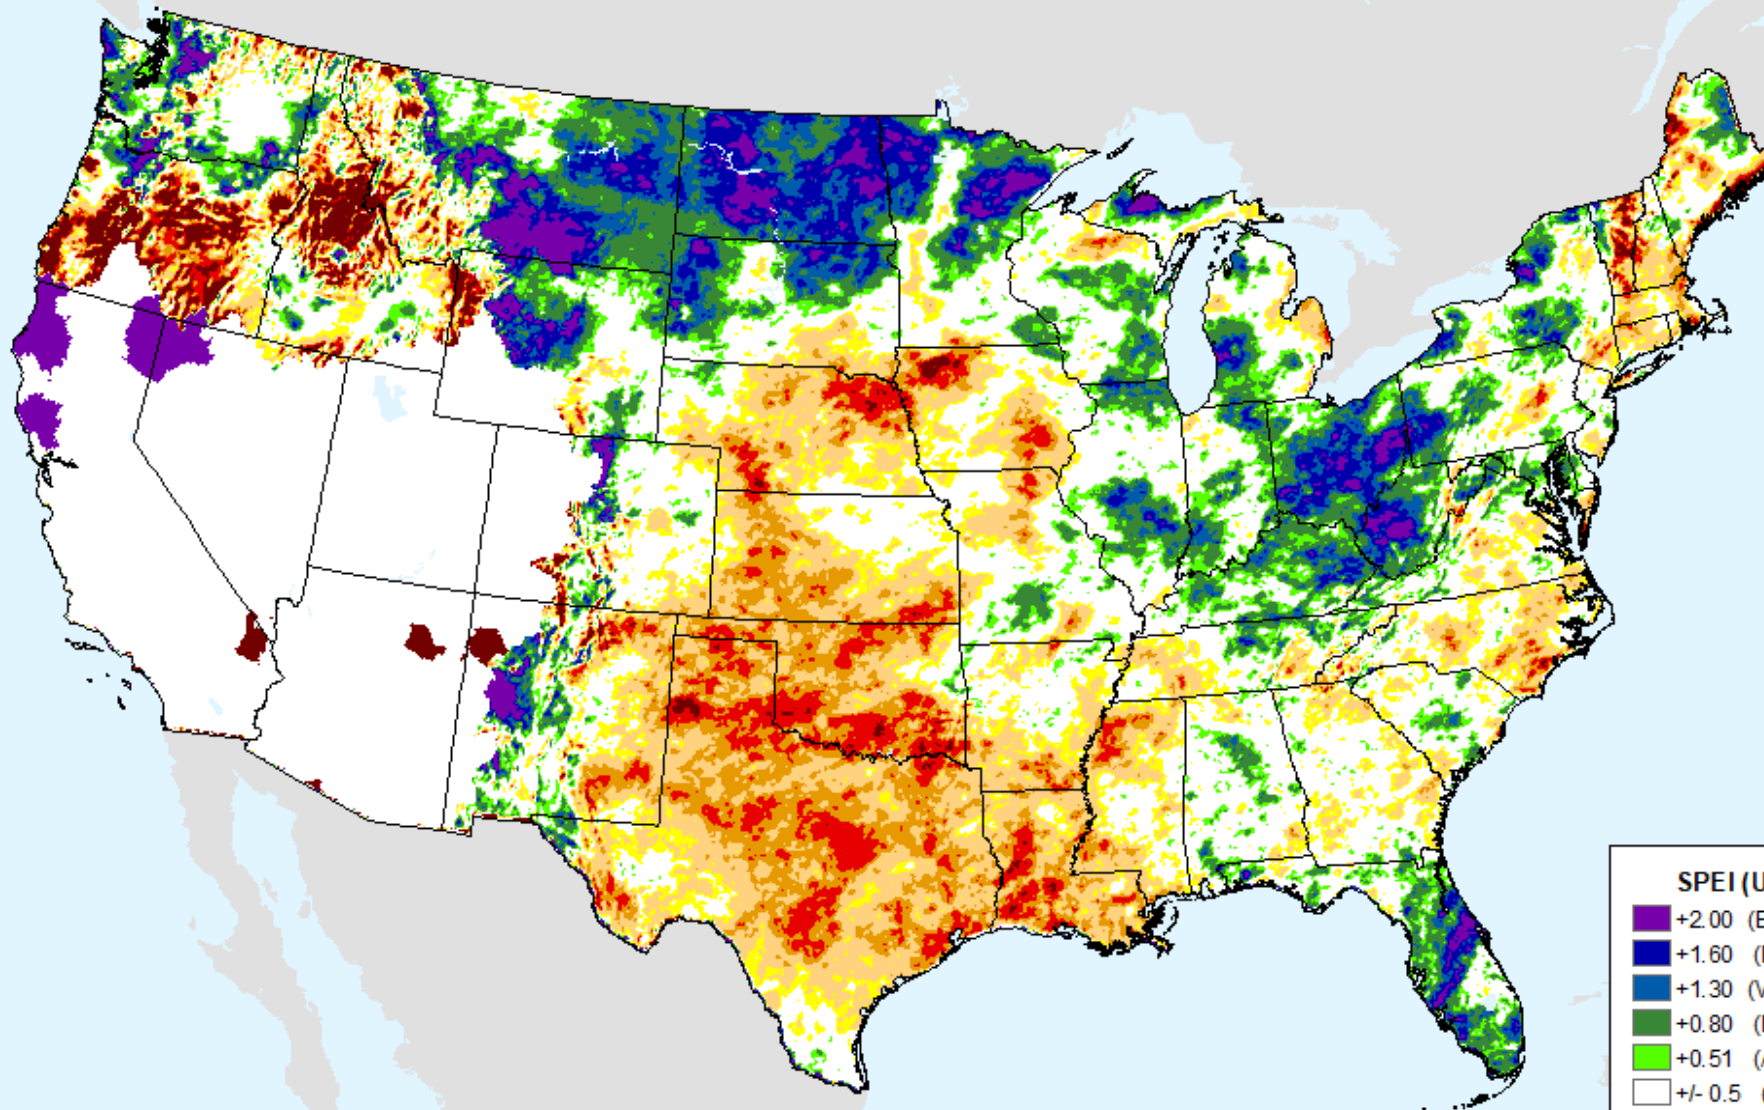 SPEI (U
+2.00 (E
+1.60 (
+1.30 (V
+0.80 (
+0.51 (
+/- 0.5 (